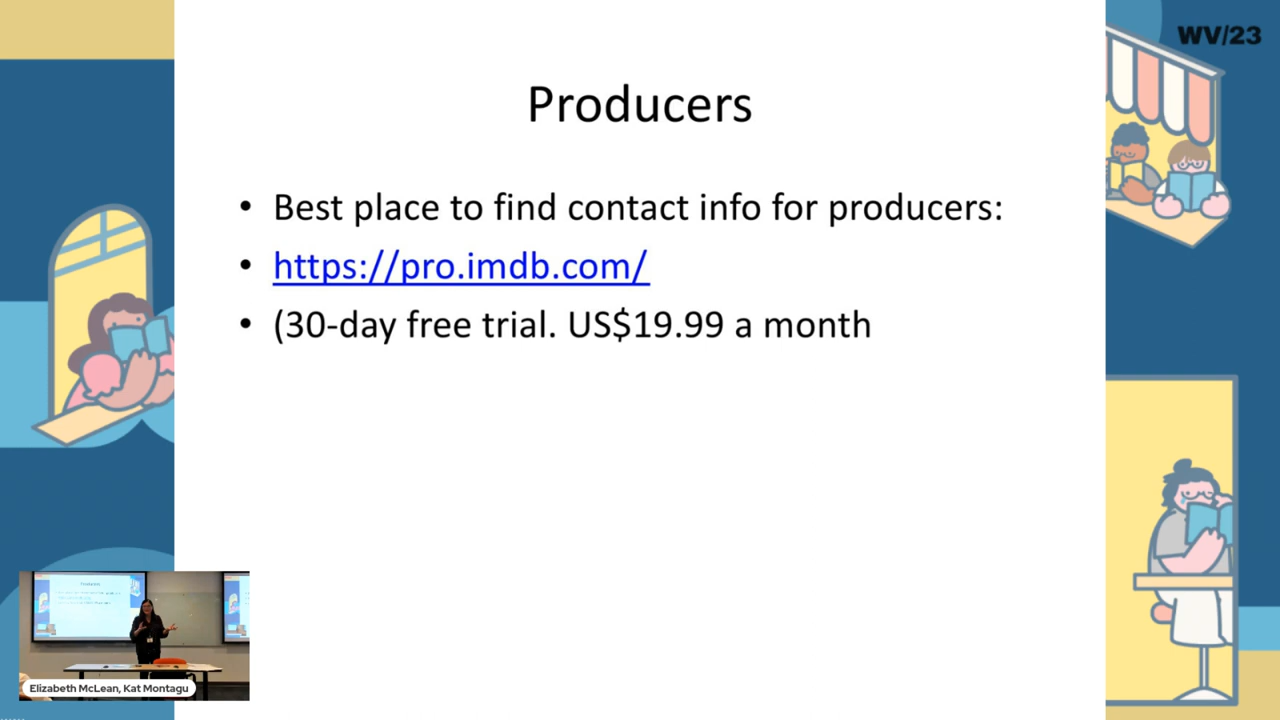 WV/23
Producers
• Best place to find contact info for producers:
• https://pro.imdb.com/
• (30-day free trial. US$19.99 a month
Elizabeth McLean, Kat Montagu